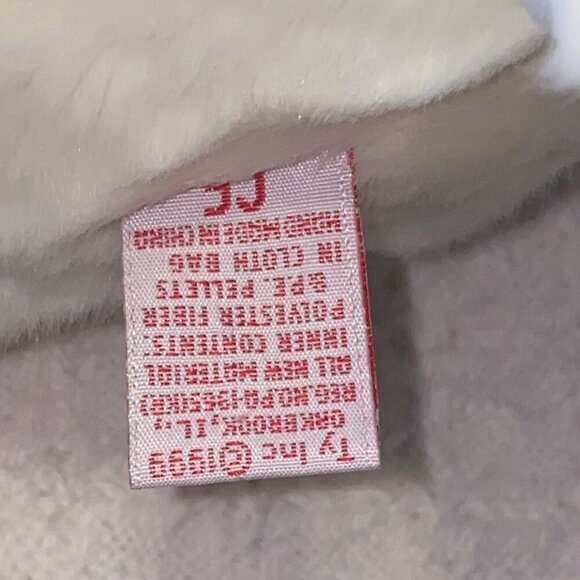 Ty Inc ©1999
OAKBROOK, IL.,
REG. NO PA-1965(KR)
ALL NEW MATERIAL
INNER CONTENTS:
POLYESTER FIBER
& P.E. PELLETS
IN CLOTH BAG
HAND MADE IN CHINA
CE